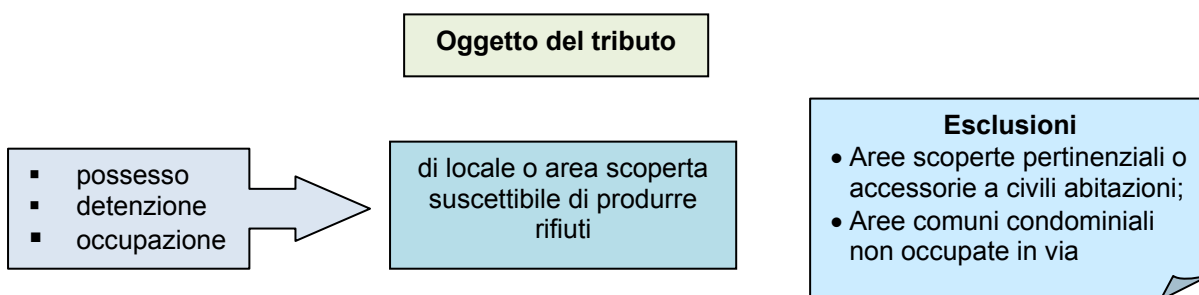 Oggetto del tributo
▪ possesso
▪ detenzione
▪ occupazione
di locale o area scoperta
suscettibile di produrre
rifiuti
Esclusioni
• Aree scoperte pertinenziali o
accessorie a civili abitazioni;
• Aree comuni condominiali
non occupate in via